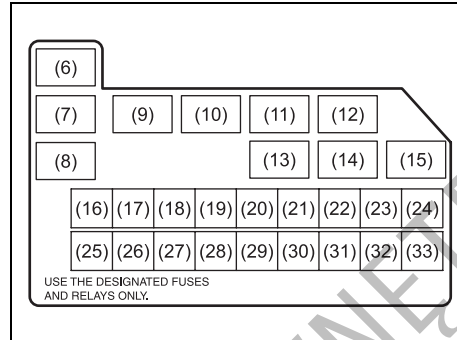 (6)
(7) (9) (10) (11) (12)
(8) (13) (14) (15)
(16) (17) (18) (19) (20) (21) (22) (23) (24)
(25) (26) (27) (28) (29) (30) (31) (32) (33)
USE THE DESIGNATED FUSES
AND RELAYS ONLY.